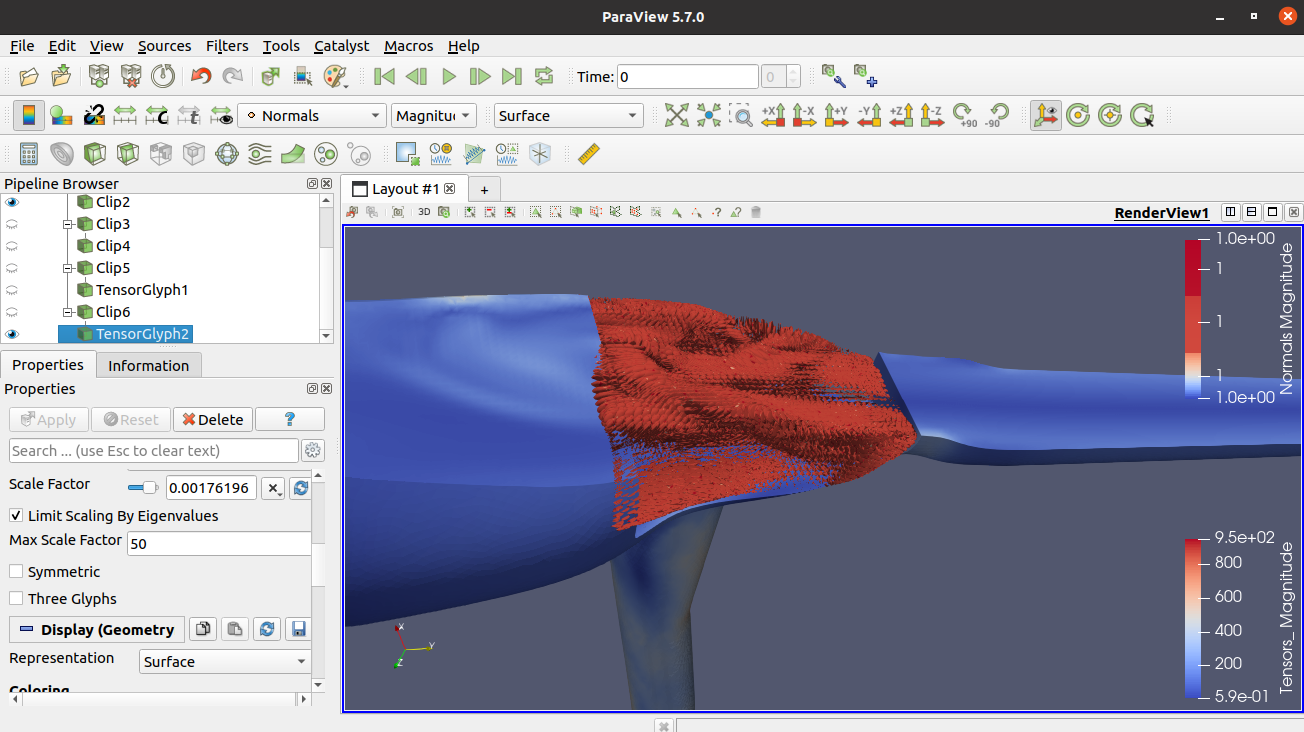 ParaView 5.7.0
File Edit View Sources Filters Tools Catalyst Macros Help
Time: 0 0
Normals Magnituc Surface
+X -X +Y -Y +Z -Z +90 -90
Pipeline Browser
Clip2
Clip3
Clip4
Clip5
TensorGlyph1
Clip6
TensorGlyph2
Properties Information
Properties
Apply Reset Delete ?
Search ... (use Esc to clear text)
Scale Factor 0.00176196
Limit Scaling By Eigenvalues
Max Scale Factor 50
Symmetric
Three Glyphs
Display (Geometry
Representation Surface
Coloring
Layout #1 +
3D RenderView1
1.0e+00
1
1
1
1.0e+00
Normals Magnitude
9.5e+02
800
600
400
200
5.9e-01
Tensors_ Magnitude
X
Y
Z